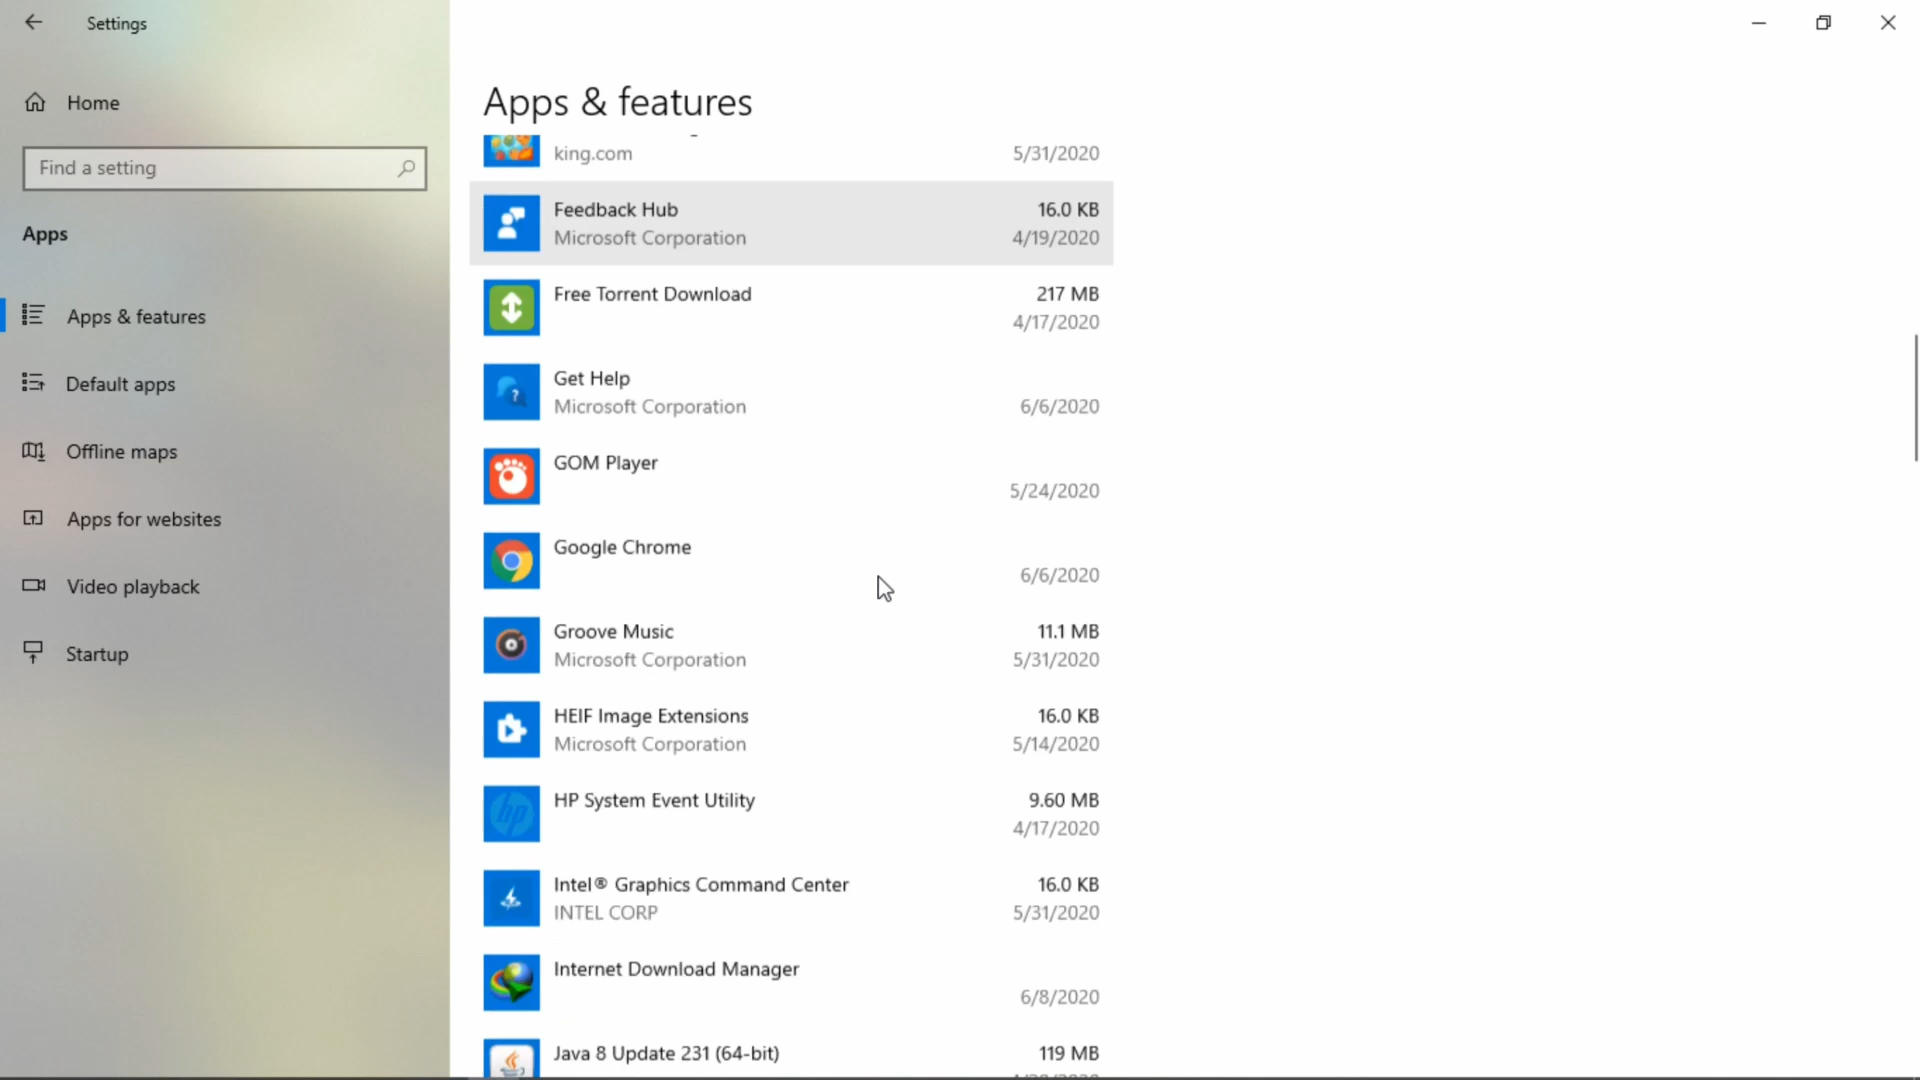 Settings
Home
Find a setting
Apps
Apps & features
Default apps
Offline maps
Apps for websites
Video playback
Startup
Apps & features
king.com 5/31/2020
Feedback Hub 16.0 KB
Microsoft Corporation 4/19/2020
Free Torrent Download 217 MB
4/17/2020
Get Help
Microsoft Corporation 6/6/2020
GOM Player
5/24/2020
Google Chrome
6/6/2020
Groove Music 11.1 MB
Microsoft Corporation 5/31/2020
HEIF Image Extensions 16.0 KB
Microsoft Corporation 5/14/2020
hp
HP System Event Utility 9.60 MB
4/17/2020
Intel® Graphics Command Center 16.0 KB
INTEL CORP 5/31/2020
Internet Download Manager
6/8/2020
Java 8 Update 231 (64-bit) 119 MB